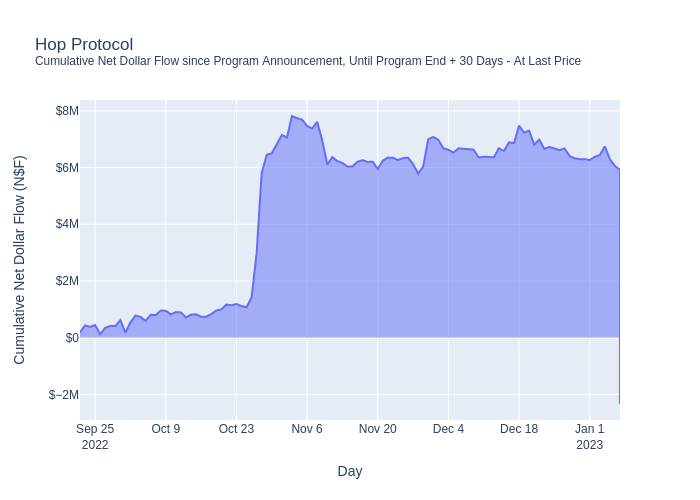 Hop Protocol
Cumulative Net Dollar Flow since Program Announcement, Until Program End + 30 Days - At Last Price
Cumulative Net Dollar Flow (N$F)
$8M
$6M
$4M
$2M
$0
$−2M
Sep 25
2022
Oct 9
Oct 23
Nov 6
Nov 20
Dec 4
Dec 18
Jan 1
2023
Day